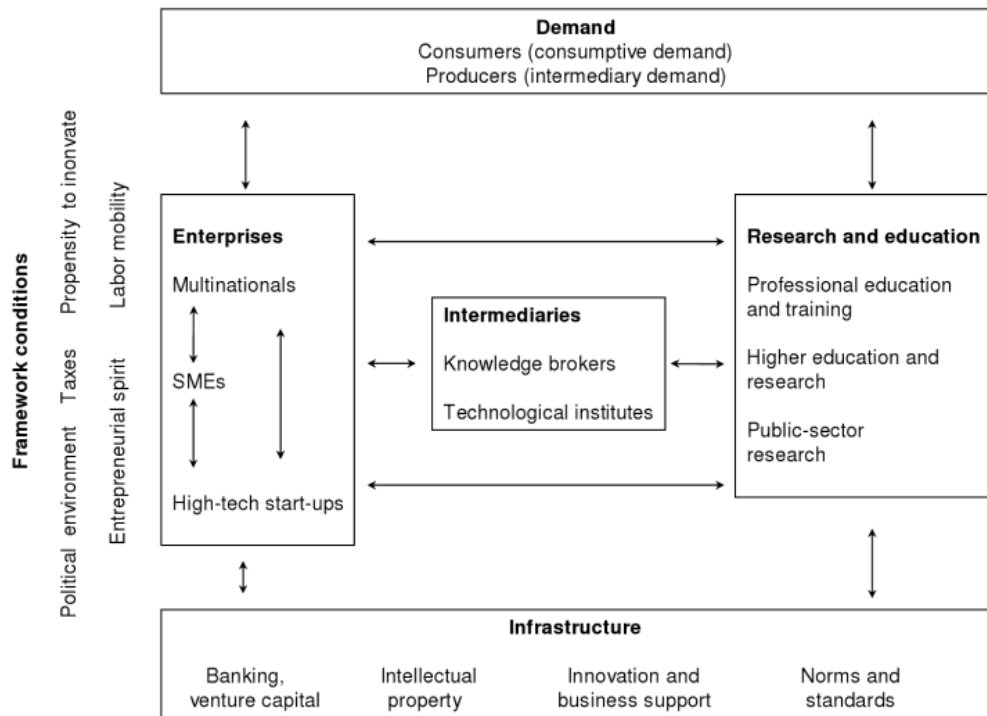 Demand
Consumers (consumptive demand)
Producers (intermediary demand)
Framework conditions
Political environment Taxes Propensity to inonvate
Entrepreneurial spirit Labor mobility
Enterprises
Multinationals
SMEs
High-tech start-ups
Intermediaries
Knowledge brokers
Technological institutes
Research and education
Professional education
and training
Higher education and
research
Public-sector
research
Infrastructure
Banking,
venture capital
Intellectual
property
Innovation and
business support
Norms and
standards